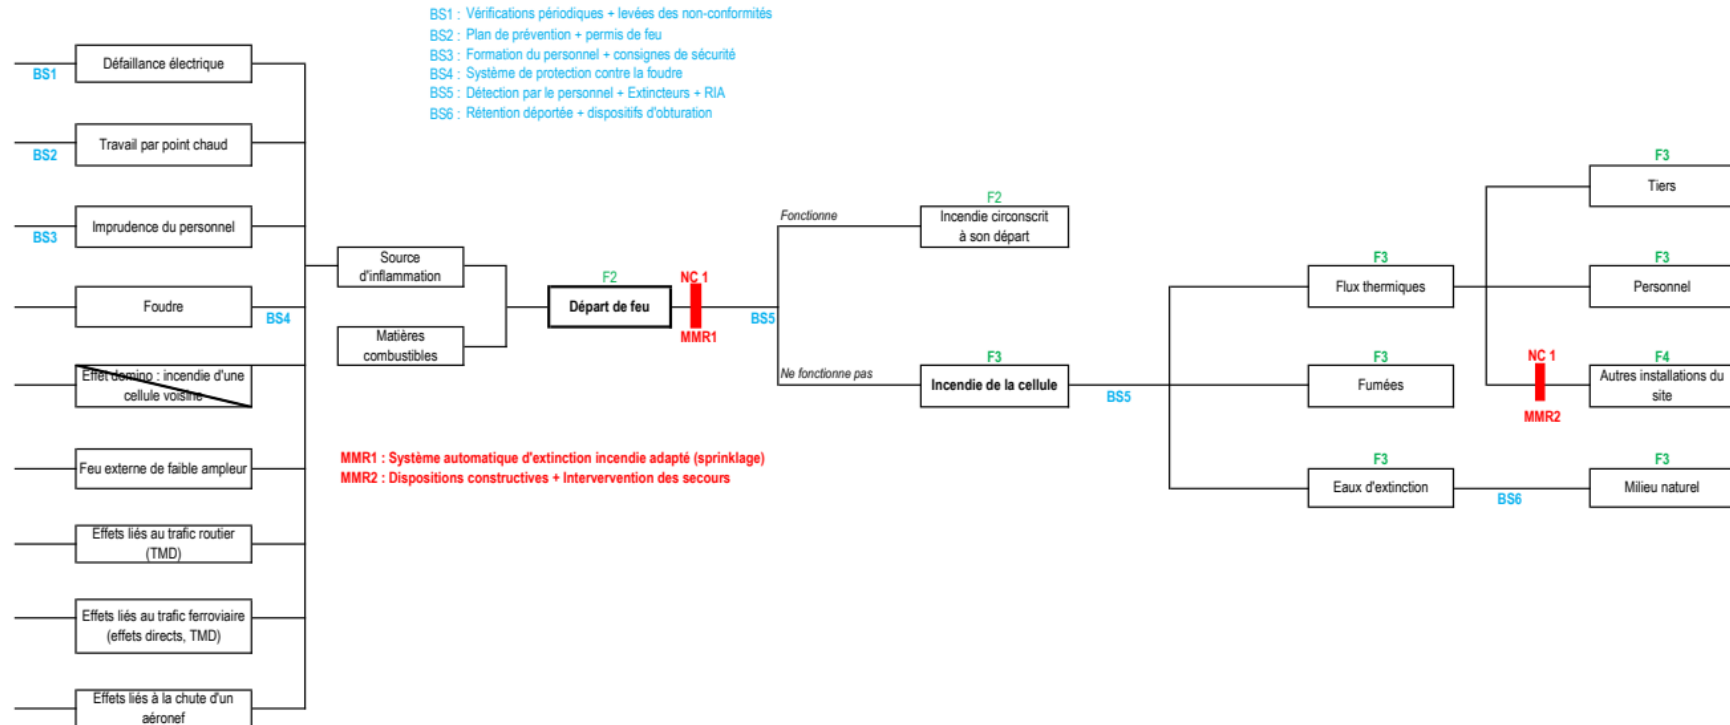 BS1 : Vérifications périodiques + levées des non-conformités
BS2 : Plan de prévention + permis de feu
BS3 : Formation du personnel + consignes de sécurité
BS4 : Système de protection contre la foudre
BS5 : Détection par le personnel + Extincteurs + RIA
BS6 : Rétention déportée + dispositifs d'obturation
BS1
Défaillance électrique
BS2
Travail par point chaud
BS3
Imprudence du personnel
Foudre
BS4
Effet domino : incendie d'une
cellule voisine
Feu externe de faible ampleur
Effets liés au trafic routier
(TMD)
Effets liés au trafic ferroviaire
(effets directs, TMD)
Effets liés à la chute d'un
aéronef
Source
d'inflammation
Matières
combustibles
F2
Départ de feu
NC 1
MMR1
BS5
Fonctionne
Ne fonctionne pas
F2
Incendie circonscrit
à son départ
F3
Incendie de la cellule
BS5
F3
Flux thermiques
F3
Fumées
F3
Eaux d'extinction
BS6
NC 1
MMR2
F3
Tiers
F3
Personnel
F4
Autres installations du
site
F3
Milieu naturel
MMR1 : Système automatique d'extinction incendie adapté (sprinklage)
MMR2 : Dispositions constructives + Intervervention des secours